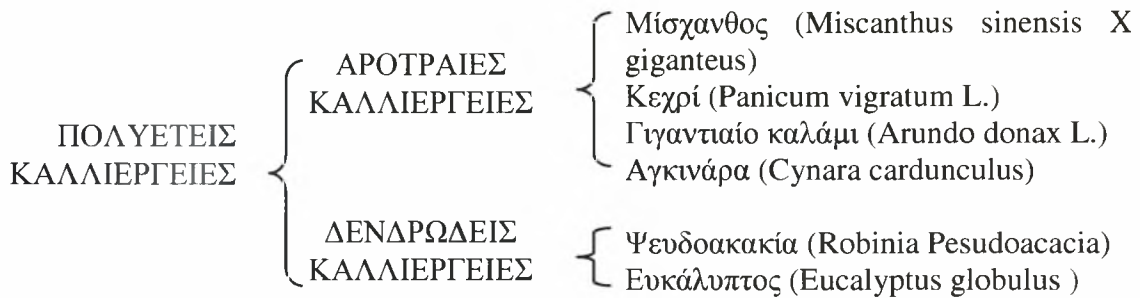 ΠΟΛΥΕΤΕΙΣ
ΚΑΛΛΙΕΡΓΕΙΕΣ
ΑΡΟΤΡΑΙΕΣ
ΚΑΛΛΙΕΡΓΕΙΕΣ
Μίσχανθος (Miscanthus sinensis X
giganteus)
Κεχρί (Panicum vigratum L.)
Γιγαντιαίο καλάμι (Arundo donax L.)
Αγκινάρα (Cynara cardunculus)
ΔΕΝΔΡΩΔΕΙΣ
ΚΑΛΛΙΕΡΓΕΙΕΣ
Ψευδοακακία (Robinia Pesudoacacia)
Ευκάλυπτος (Eucalyptus globulus )